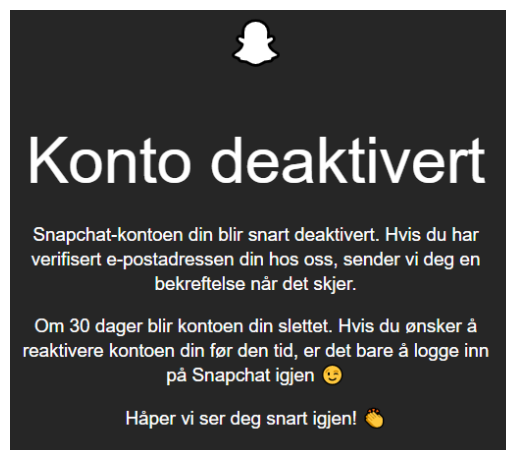 Konto deaktivert
Snapchat-kontoen din blir snart deaktivert. Hvis du har
verifisert e-postadressen din hos oss, sender vi deg en
bekreftelse når det skjer.
Om 30 dager blir kontoen din slettet. Hvis du ønsker å
reaktivere kontoen din før den tid, er det bare å logge inn
på Snapchat igjen 😉
Håper vi ser deg snart igjen! 👏